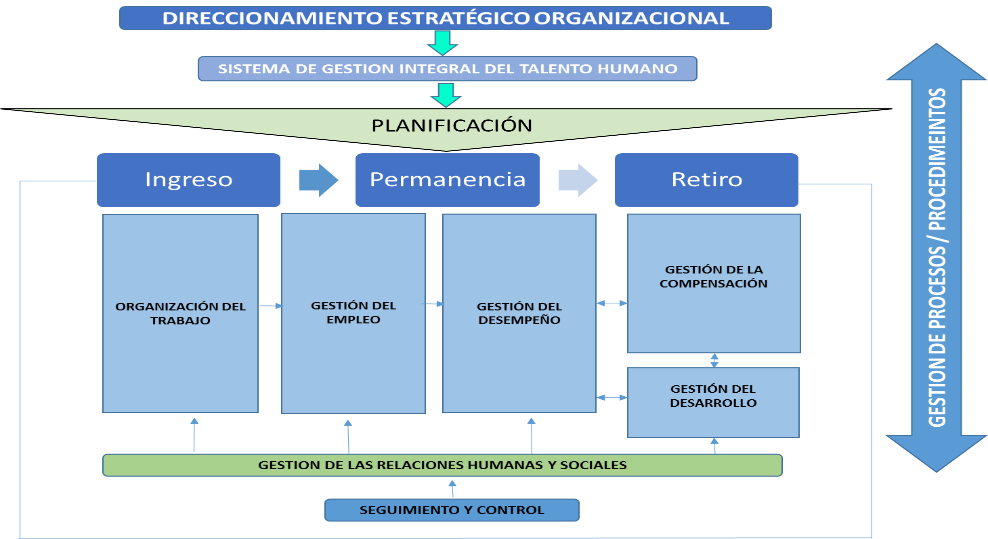 DIRECCIONAMIENTO ESTRATÉGICO ORGANIZACIONAL
SISTEMA DE GESTION INTEGRAL DEL TALENTO HUMANO
PLANIFICACIÓN
Ingreso
Permanencia
Retiro
ORGANIZACIÓN DEL
TRABAJO
GESTIÓN DEL
EMPLEO
GESTIÓN DEL
DESEMPEÑO
GESTIÓN DE LA
COMPENSACIÓN
GESTIÓN DEL
DESARROLLO
GESTION DE LAS RELACIONES HUMANAS Y SOCIALES
SEGUIMIENTO Y CONTROL
GESTION DE PROCESOS / PROCEDIMEINTOS